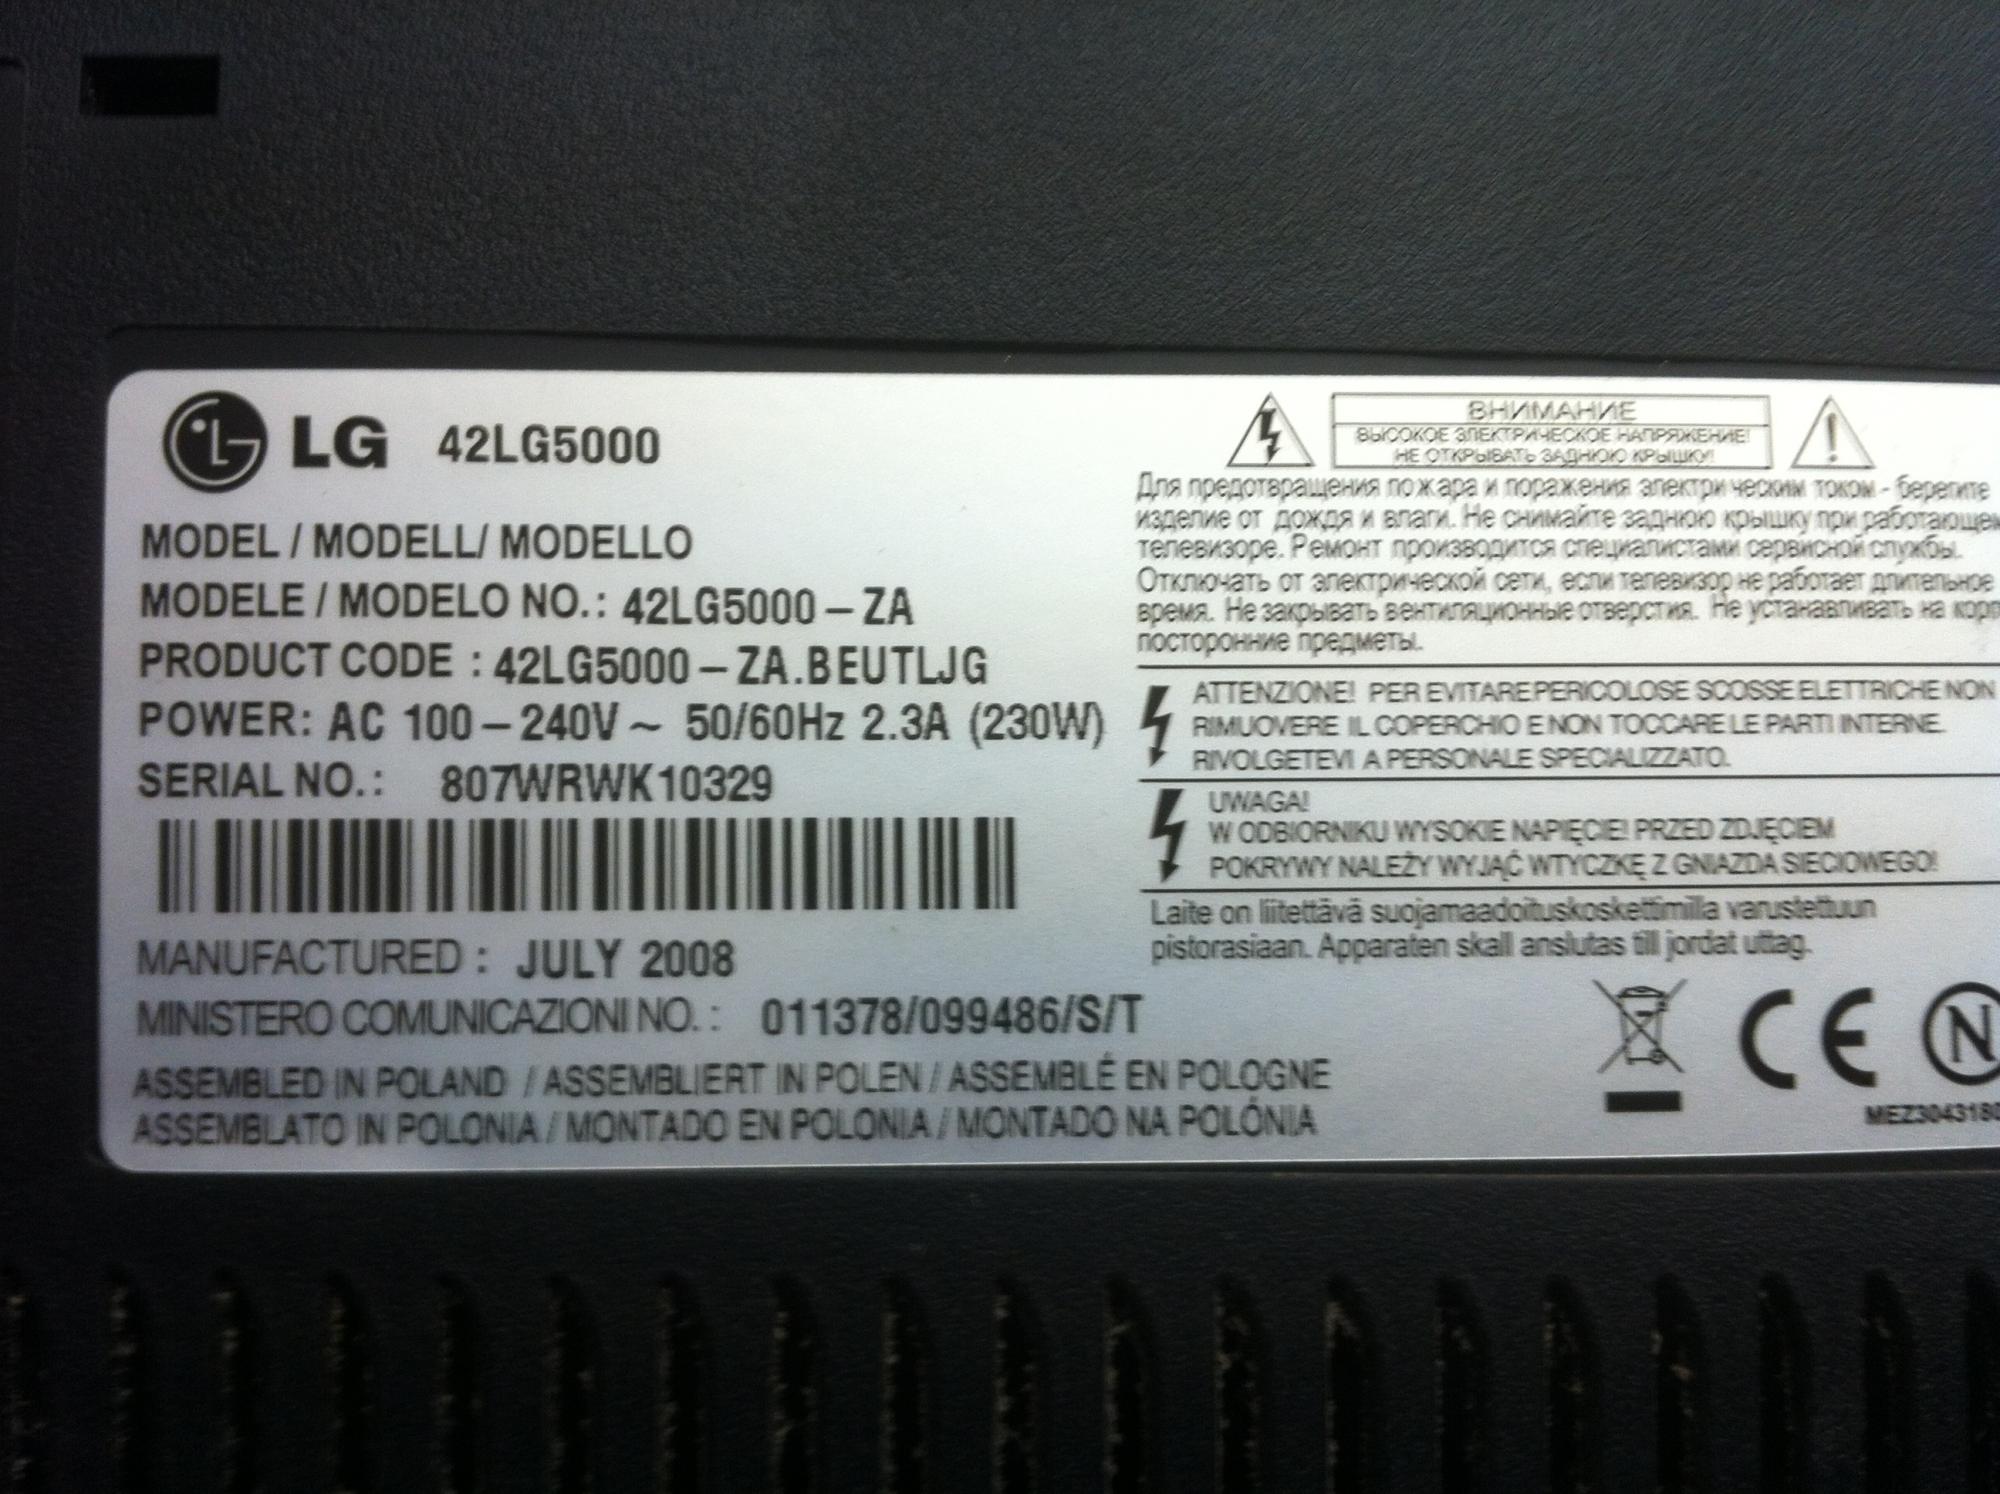 LG 42LG5000
MODEL / MODELL/ MODELLO
MODELE / MODELO NO.: 42LG5000-ZA
PRODUCT CODE : 42LG5000-ZA.BEUTLJG
POWER: AC 100-240V~ 50/60Hz 2.3A (230W)
SERIAL NO.: 807WRWK10329
MANUFACTURED : JULY 2008
MINISTERO COMUNICAZIONI NO. : 011378/099486/S/T
ASSEMBLED IN POLAND / ASSEMBLIERT IN POLEN / ASSEMBLÉ EN POLOGNE
ASSEMBLATO IN POLONIA / MONTADO EN POLONIA / MONTADO NA POLÓNIA
ВНИМАНИЕ
ВЫСОКОЕ ЭЛЕКТРИЧЕСКОЕ НАПРЯЖЕНИЕ!
НЕ ОТКРЫВАТЬ ЗАДНЮЮ КРЫШКУ!
Для предотвращения пожара и поражения электрическим током - берегите
изделие от дождя и влаги. Не снимайте заднюю крышку при работающем
телевизоре. Ремонт производится специалистами сервисной службы.
Отключать от электрической сети, если телевизор не работает длительное
время. Не закрывать вентиляционные отверстия. Не устанавливать на
посторонние предметы.
ATTENZIONE! PER EVITARE PERICOLOSE SCOSSE ELETTRICHE NON
RIMUOVERE IL COPERCHIO E NON TOCCARE LE PARTI INTERNE.
RIVOLGETEVI A PERSONALE SPECIALIZZATO.
UWAGA!
W ODBIORNIKU WYSOKIE NAPIĘCIE! PRZED ZDJĘCIEM
POKRYWY NALEŻY WYJĄĆ WTYCZKĘ Z GNIAZDA SIECIOWEGO!
Laite on liitettävä suojamaadoituskoskettimilla varustettuun
pistorasiaan. Apparaten skall anslutas till jordat uttag.
CE N
MEZ3043180